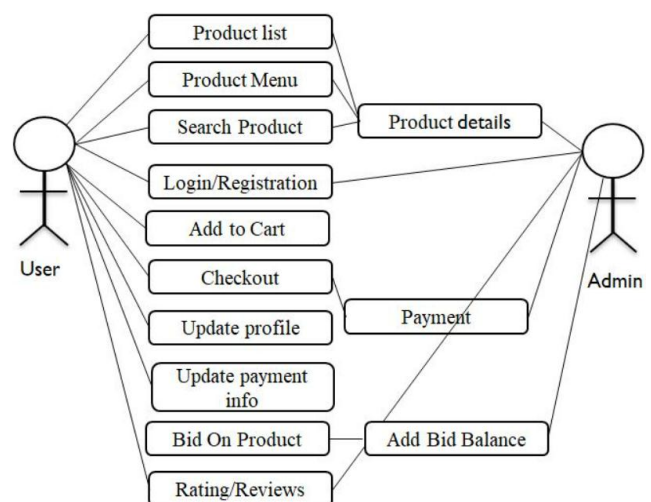 Product list
Product Menu
Search Product
Product details
Login/Registration
Add to Cart
User
Checkout
Admin
Payment
Update profile
Update payment
info
Bid On Product
Add Bid Balance
Rating/Reviews